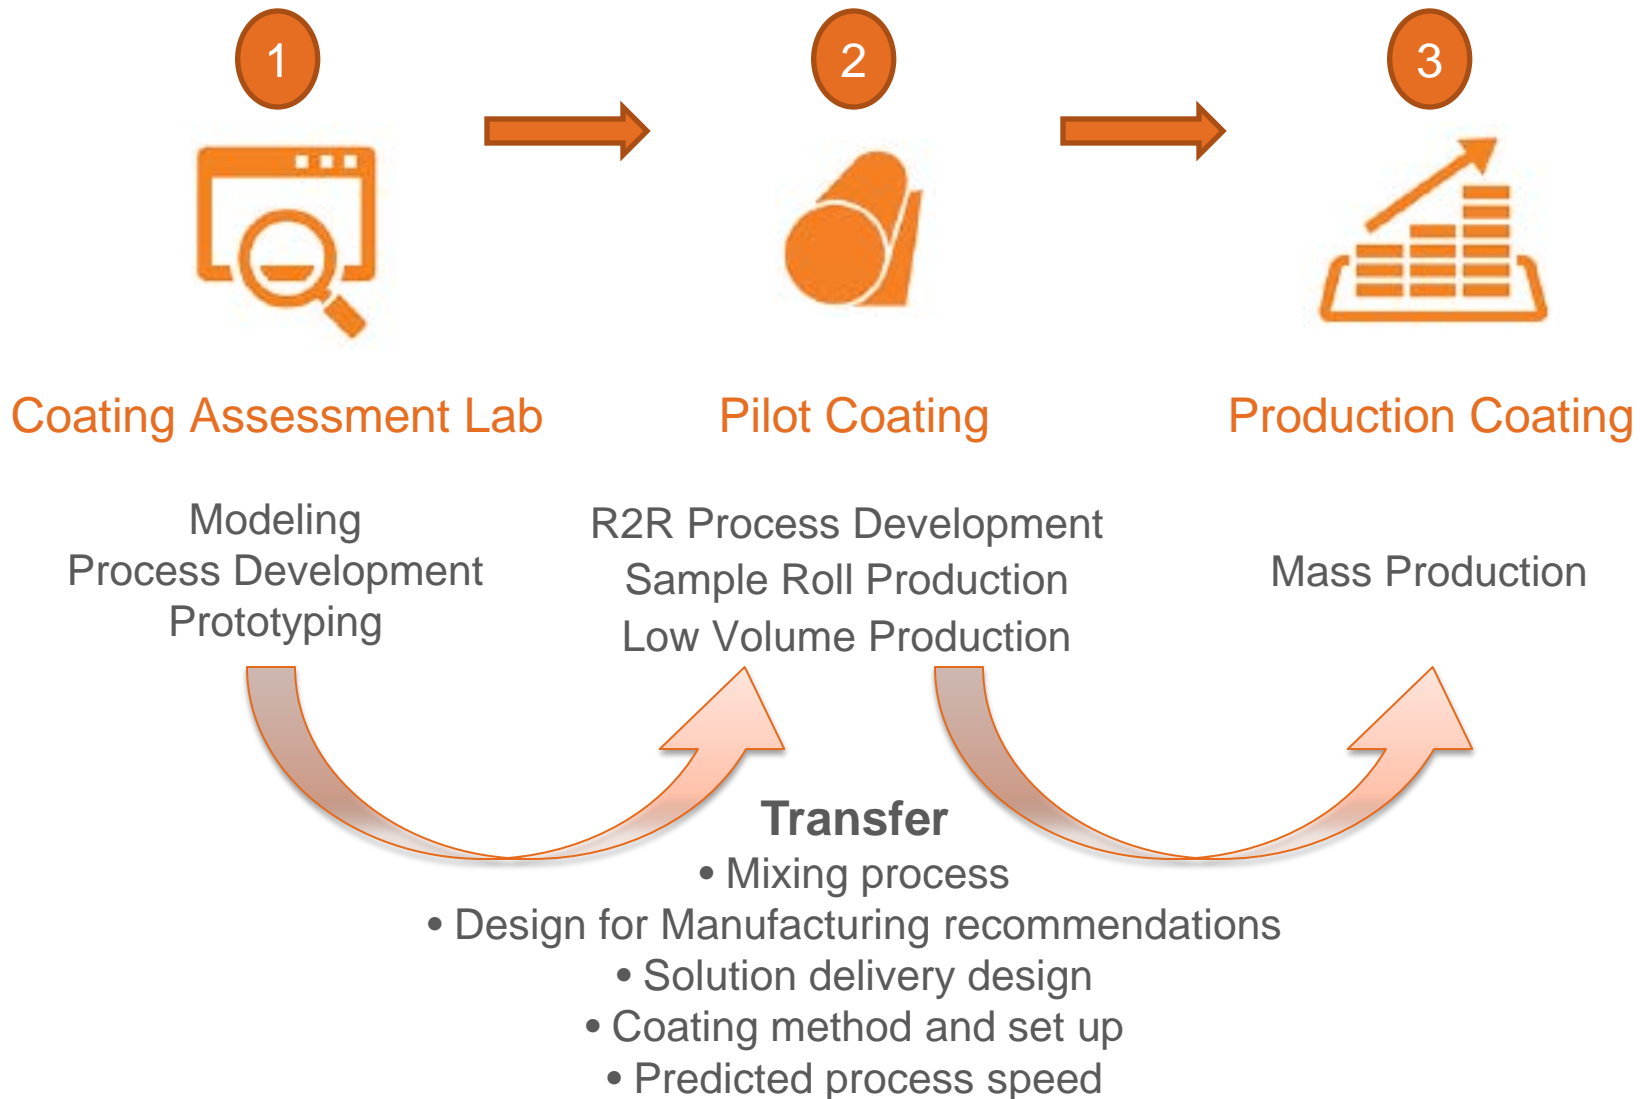 1
2
3
Coating Assessment Lab
Pilot Coating
Production Coating
Modeling
Process Development
Prototyping
R2R Process Development
Sample Roll Production
Low Volume Production
Mass Production
Transfer
• Mixing process
• Design for Manufacturing recommendations
• Solution delivery design
• Coating method and set up
• Predicted process speed